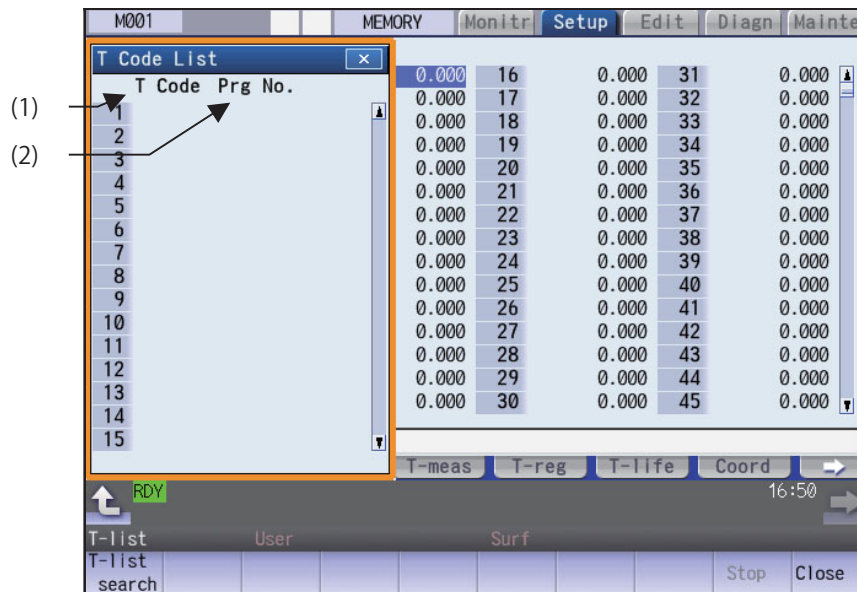 M001 MEMORY Monitr Setup Edit Diagn Mainte
T Code List ×
T Code Prg No.
(1)
(2)
1
2
3
4
5
6
7
8
9
10
11
12
13
14
15
0.000 16 0.000 31 0.000
0.000 17 0.000 32 0.000
0.000 18 0.000 33 0.000
0.000 19 0.000 34 0.000
0.000 20 0.000 35 0.000
0.000 21 0.000 36 0.000
0.000 22 0.000 37 0.000
0.000 23 0.000 38 0.000
0.000 24 0.000 39 0.000
0.000 25 0.000 40 0.000
0.000 26 0.000 41 0.000
0.000 27 0.000 42 0.000
0.000 28 0.000 43 0.000
0.000 29 0.000 44 0.000
0.000 30 0.000 45 0.000
T-meas T-reg T-life Coord
RDY 16:50
T-list User Surf
T-list
search Stop Close